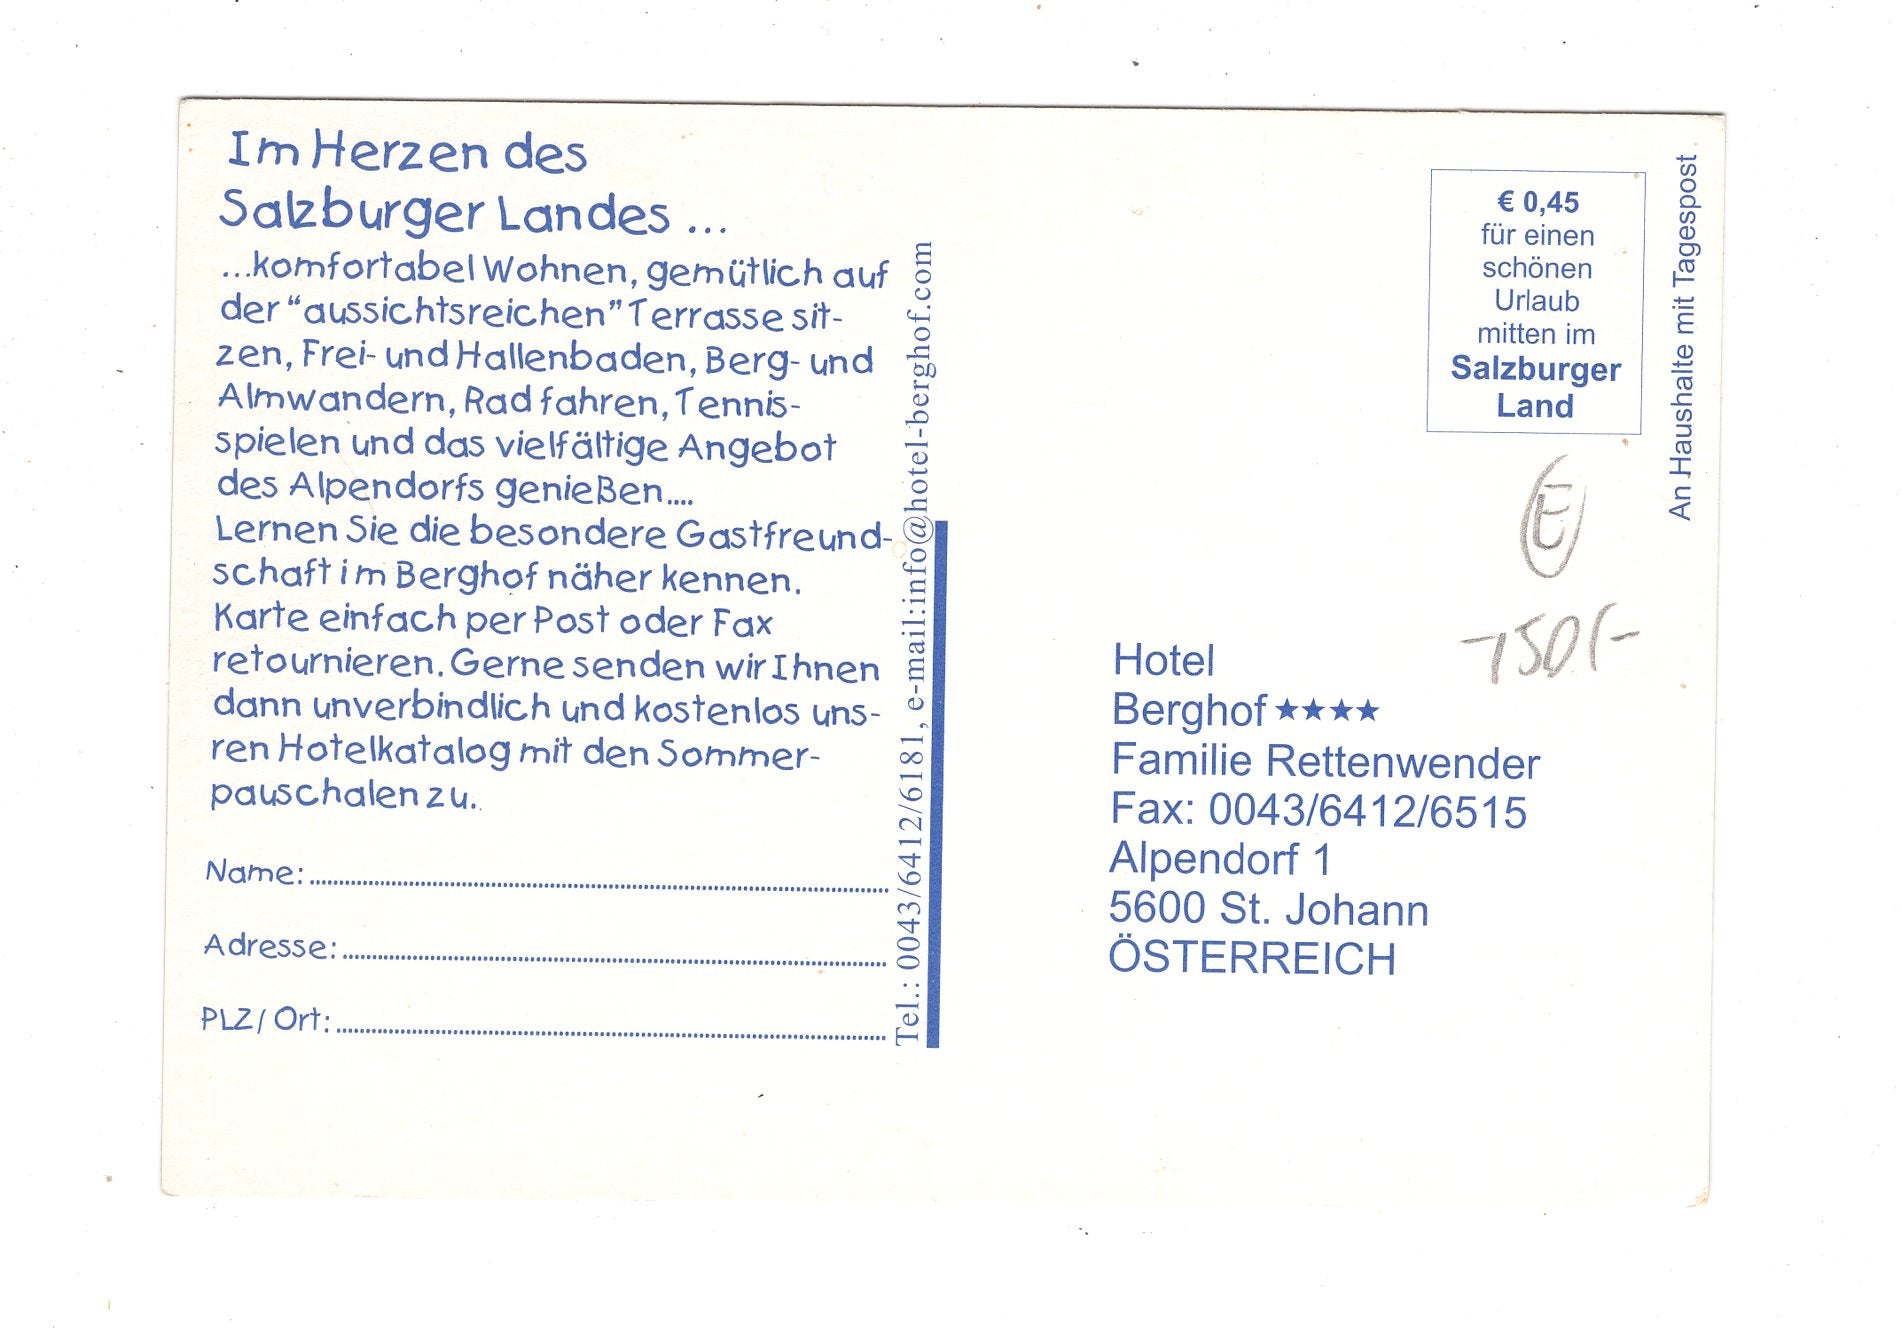 Im Herzen des
Salzburger Landes ...
...komfortabel Wohnen, gemütlich auf
der “aussichtsreichen” Terrasse sit-
zen, Frei- und Hallenbaden, Berg- und
Almwandern, Rad fahren, Tennis-
spielen und das vielfältige Angebot
des Alpendorfs genießen....
Lernen Sie die besondere Gastfreund-
schaft im Berghof näher kennen.
Karte einfach per Post oder Fax
retournieren. Gerne senden wir Ihnen
dann unverbindlich und kostenlos uns-
ren Hotelkatalog mit den Sommer-
pauschalen zu..
Name:
Adresse:
PLZ/ Ort:
Tel.: 0043/6412/6181, e-mail:info@hotel-berghof.com
€ 0,45
für einen
schönen
Urlaub
mitten im
Salzburger
Land
An Haushalte mit Tagespost
E
-150/-
Hotel
Berghof ★★★★
Familie Rettenwender
Fax: 0043/6412/6515
Alpendorf 1
5600 St. Johann
ÖSTERREICH